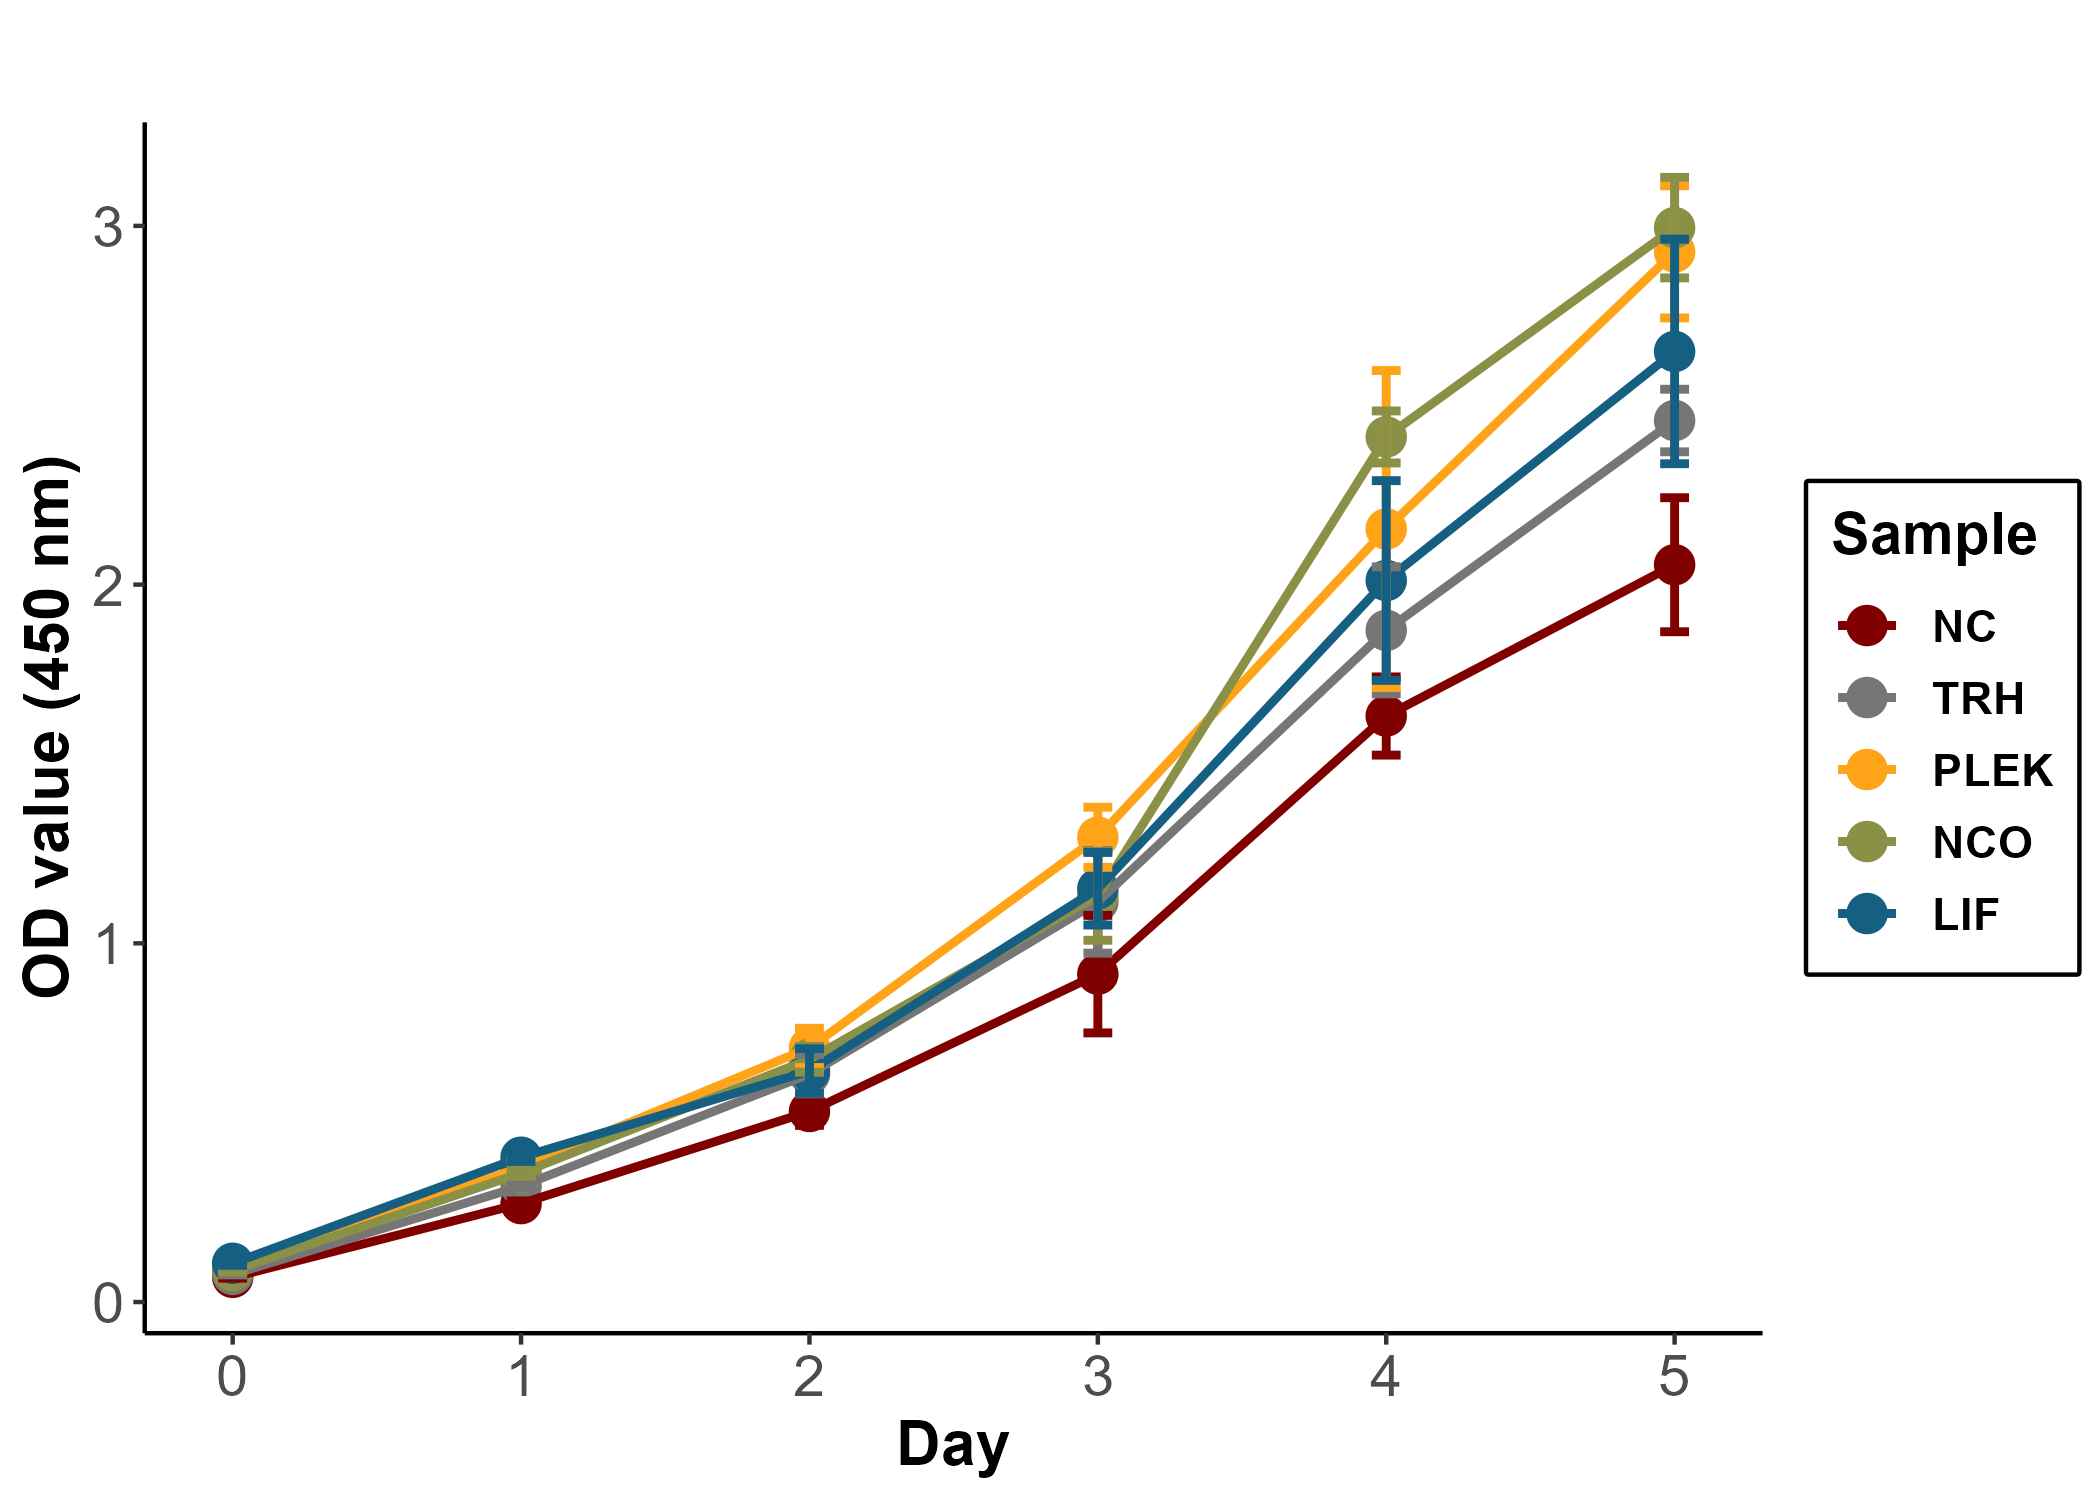 OD value (450 nm)
3
2
1
0
0 1 2 3 4 5
Day
Sample
NC
TRH
PLEK
NCO
LIF